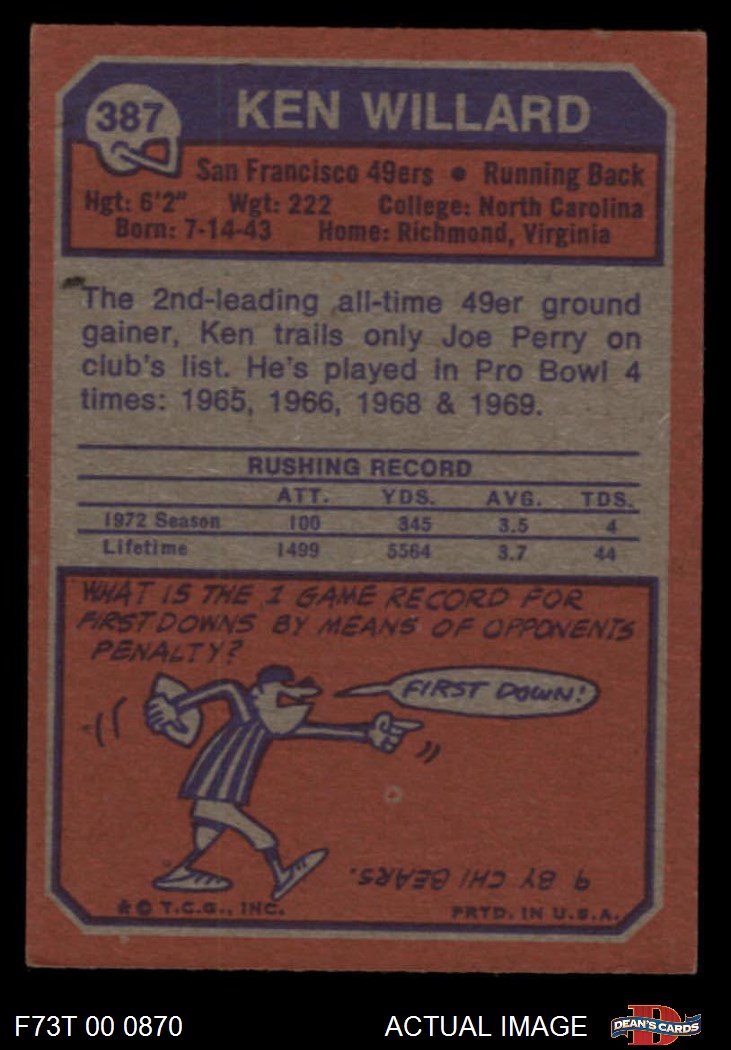 387
KEN WILLARD
San Francisco 49ers • Running Back
Hgt: 6'2" Wgt: 222 College: North Carolina
Born: 7-14-43 Home: Richmond, Virginia
The 2nd-leading all-time 49er ground
gainer, Ken trails only Joe Perry on
club's list. He's played in Pro Bowl 4
times: 1965, 1966, 1968 & 1969.
RUSHING RECORD
ATT. YDS. AVG. TDS.
1972 Season 100 345 3.5 4
Lifetime 1499 5564 3.7 44
WHAT IS THE 1 GAME RECORD FOR
FIRST DOWNS BY MEANS OF OPPONENTS
PENALTY?
FIRST DOWN!
9 BY CHI BEARS.
© T.C.G., INC. PRTD. IN U.S.A.
F73T 00 0870 ACTUAL IMAGE DEAN'S CARDS